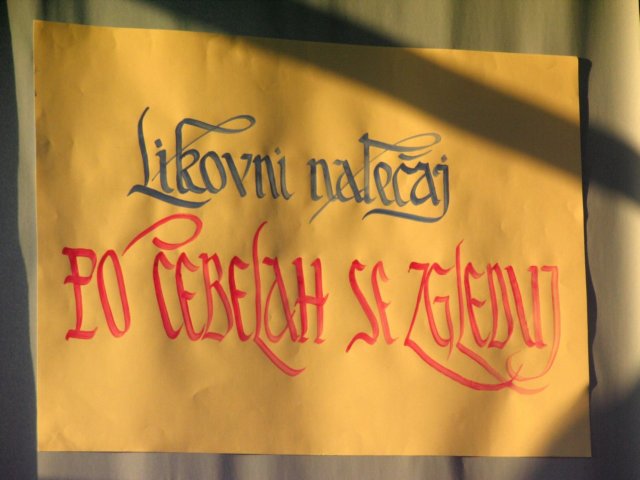 Likovni natečaj
PO ČEBELAH SE ZGLEDUJ